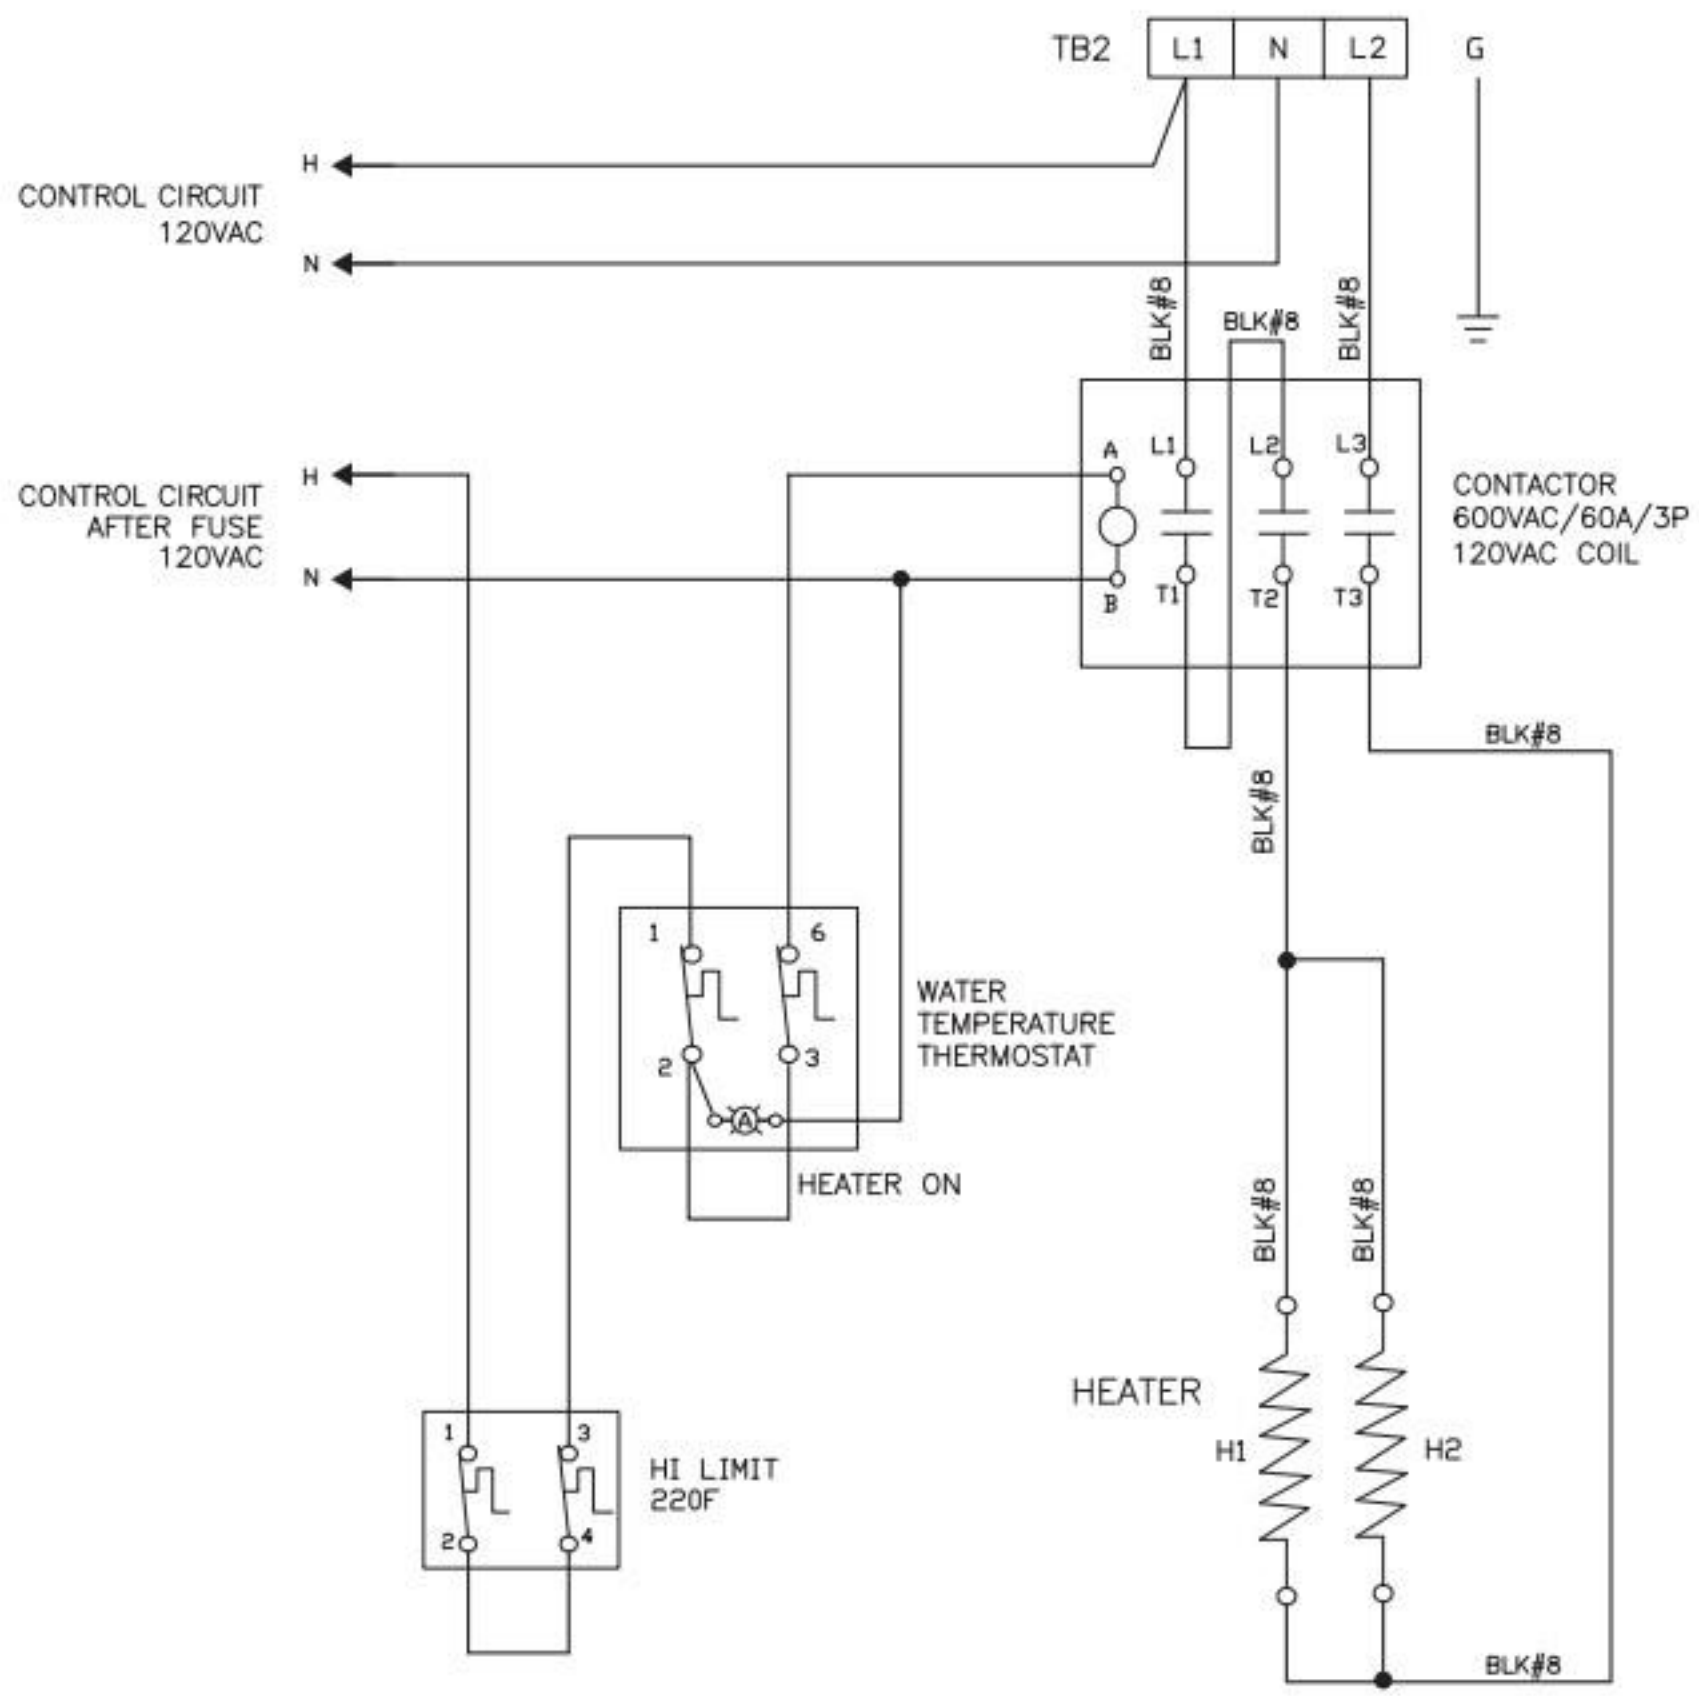 TB2 L1 N L2 G
H
CONTROL CIRCUIT
120VAC
N
BLK#8
BLK#8
BLK#8
A
L1
L2
L3
H
CONTROL CIRCUIT
AFTER FUSE
120VAC
N
CONTACTOR
600VAC/60A/3P
120VAC COIL
B
T1
T2
T3
BLK#8
BLK#8
1
6
WATER
TEMPERATURE
THERMOSTAT
2
3
A
HEATER ON
BLK#8
BLK#8
HEATER
H1
H2
1
3
HI LIMIT
220F
2
4
BLK#8